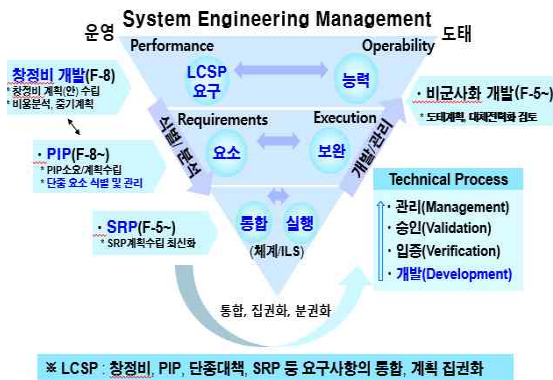 System Engineering Management
운영
도태
Performance
Operability
LCSP
요구
능력
창정비 개발(F-8)
* 창정비 계획(안) 수립
* 비용분석, 중기계획
식별/ 분석
개발/관리
· 비군사화 개발(F-5~)
* 도태계획, 대체전력화 검토
Requirements
Execution
요소
보완
· PIP(F-8~)
* PIP소요/계획수립
* 단종 요소 식별 및 관리
Technical Process
· 관리(Management)
· 승인(Validation)
· 입증(Verification)
· 개발(Development)
· SRP(F-5~)
* SRP계획수립 최신화
통합
실행
(체계/ILS)
통합, 집권화, 분권화
※ LCSP : 창정비, PIP, 단종대책, SRP 등 요구사항의 통합, 계획 집권화